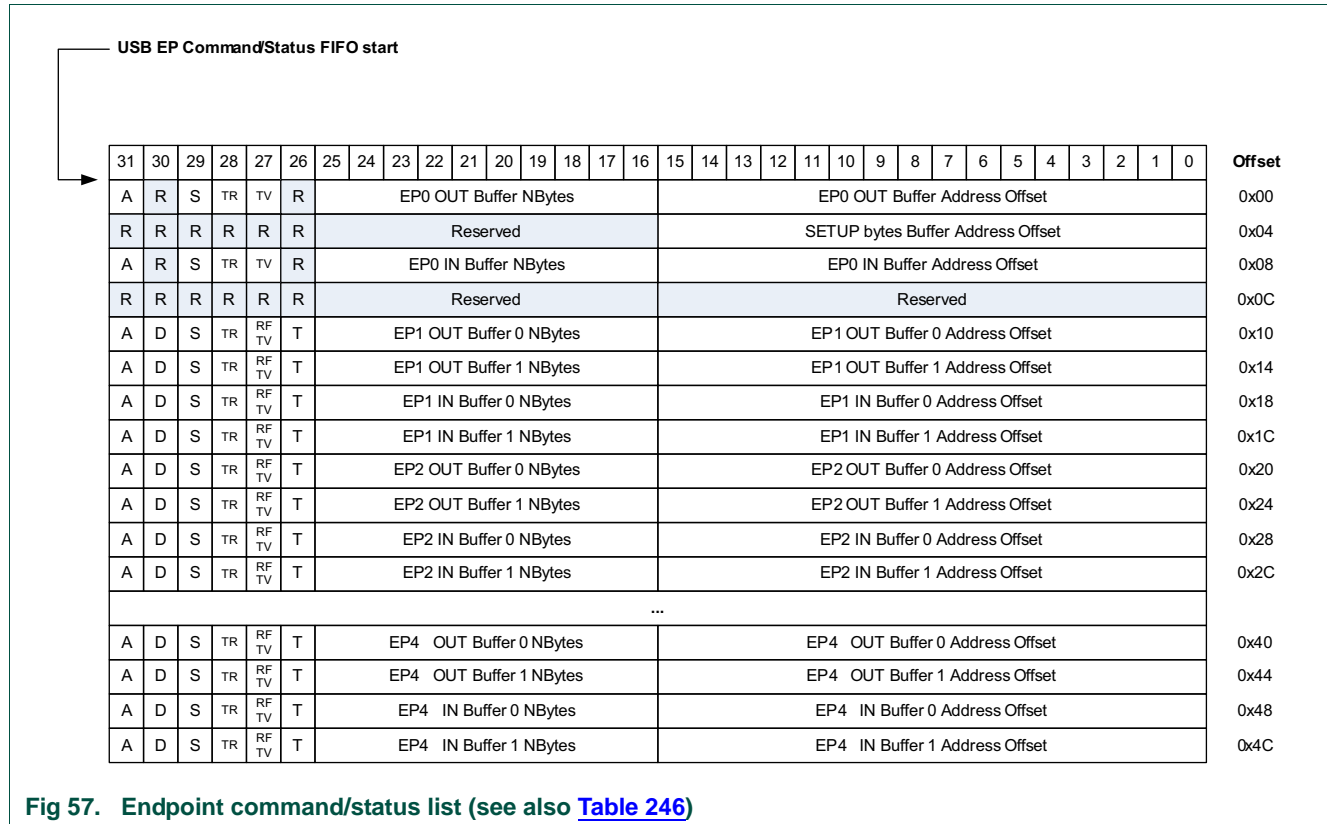 USB EP Command/Status FIFO start
31 30 29 28 27 26 25 24 23 22 21 20 19 18 17 16 15 14 13 12 11 10 9 8 7 6 5 4 3 2 1 0 Offset
A R S TR TV R EP0 OUT Buffer NBytes EP0 OUT Buffer Address Offset 0x00
R R R R R R Reserved SETUP bytes Buffer Address Offset 0x04
A R S TR TV R EP0 IN Buffer NBytes EP0 IN Buffer Address Offset 0x08
R R R R R R Reserved Reserved 0x0C
A D S TR RF TV T EP1 OUT Buffer 0 NBytes EP1 OUT Buffer 0 Address Offset 0x10
A D S TR RF TV T EP1 OUT Buffer 1 NBytes EP1 OUT Buffer 1 Address Offset 0x14
A D S TR RF TV T EP1 IN Buffer 0 NBytes EP1 IN Buffer 0 Address Offset 0x18
A D S TR RF TV T EP1 IN Buffer 1 NBytes EP1 IN Buffer 1 Address Offset 0x1C
A D S TR RF TV T EP2 OUT Buffer 0 NBytes EP2 OUT Buffer 0 Address Offset 0x20
A D S TR RF TV T EP2 OUT Buffer 1 NBytes EP2 OUT Buffer 1 Address Offset 0x24
A D S TR RF TV T EP2 IN Buffer 0 NBytes EP2 IN Buffer 0 Address Offset 0x28
A D S TR RF TV T EP2 IN Buffer 1 NBytes EP2 IN Buffer 1 Address Offset 0x2C
...
A D S TR RF TV T EP4 OUT Buffer 0 NBytes EP4 OUT Buffer 0 Address Offset 0x40
A D S TR RF TV T EP4 OUT Buffer 1 NBytes EP4 OUT Buffer 1 Address Offset 0x44
A D S TR RF TV T EP4 IN Buffer 0 NBytes EP4 IN Buffer 0 Address Offset 0x48
A D S TR RF TV T EP4 IN Buffer 1 NBytes EP4 IN Buffer 1 Address Offset 0x4C
Fig 57. Endpoint command/status list (see also Table 246)